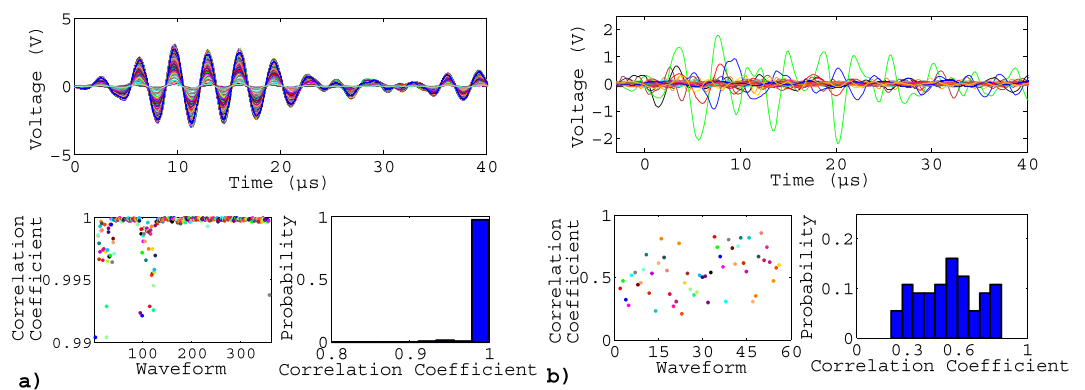 5
0
−5
Voltage (V)
0 10 20 30 40
Time (μs)
2
1
0
−1
−2
Voltage (V)
0 10 20 30 40
Time (μs)
1
0.995
0.99
Correlation
Coefficient
100 200 300
Waveform
1
0.5
0
Probability
0.8 0.9 1
Correlation Coefficient
a)
1
0.5
0
Correlation
Coefficient
0 15 30 45 60
Waveform
0.2
0.1
0
Probability
0 0.3 0.6 1
Correlation Coefficient
b)